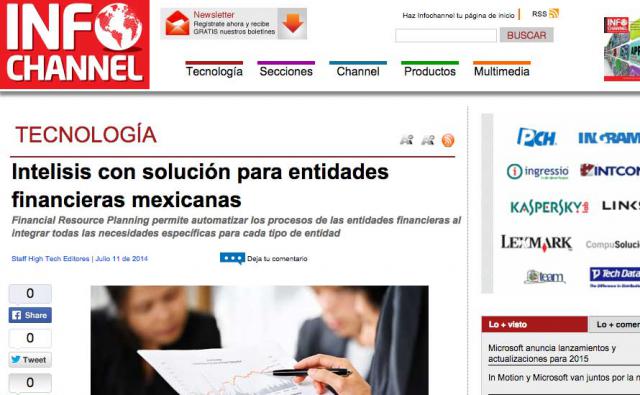 INFO
CHANNEL
Newsletter
Regístrate ahora y recibe
GRATIS nuestros boletines
Haz Infochannel tu página de inicio | RSS
BUSCAR
Tecnología Secciones Channel Productos Multimedia
TECNOLOGÍA
Intelisis con solución para entidades
financieras mexicanas
Financial Resource Planning permite automatizar los procesos de las entidades financieras al
integrar todas las necesidades específicas para cada tipo de entidad
Staff High Tech Editores | Julio 11 de 2014
Deja tu comentario
0
Share
0
Tweet
0
PCH INGRAM
ingressio INTCOM
KASPERSKY lab LINKS
LEXMARK CompuSolu
team Tech Data
Lo + visto Lo + comen
Microsoft anuncia lanzamientos y
actualizaciones para 2015
In Motion y Microsoft van juntos por la n